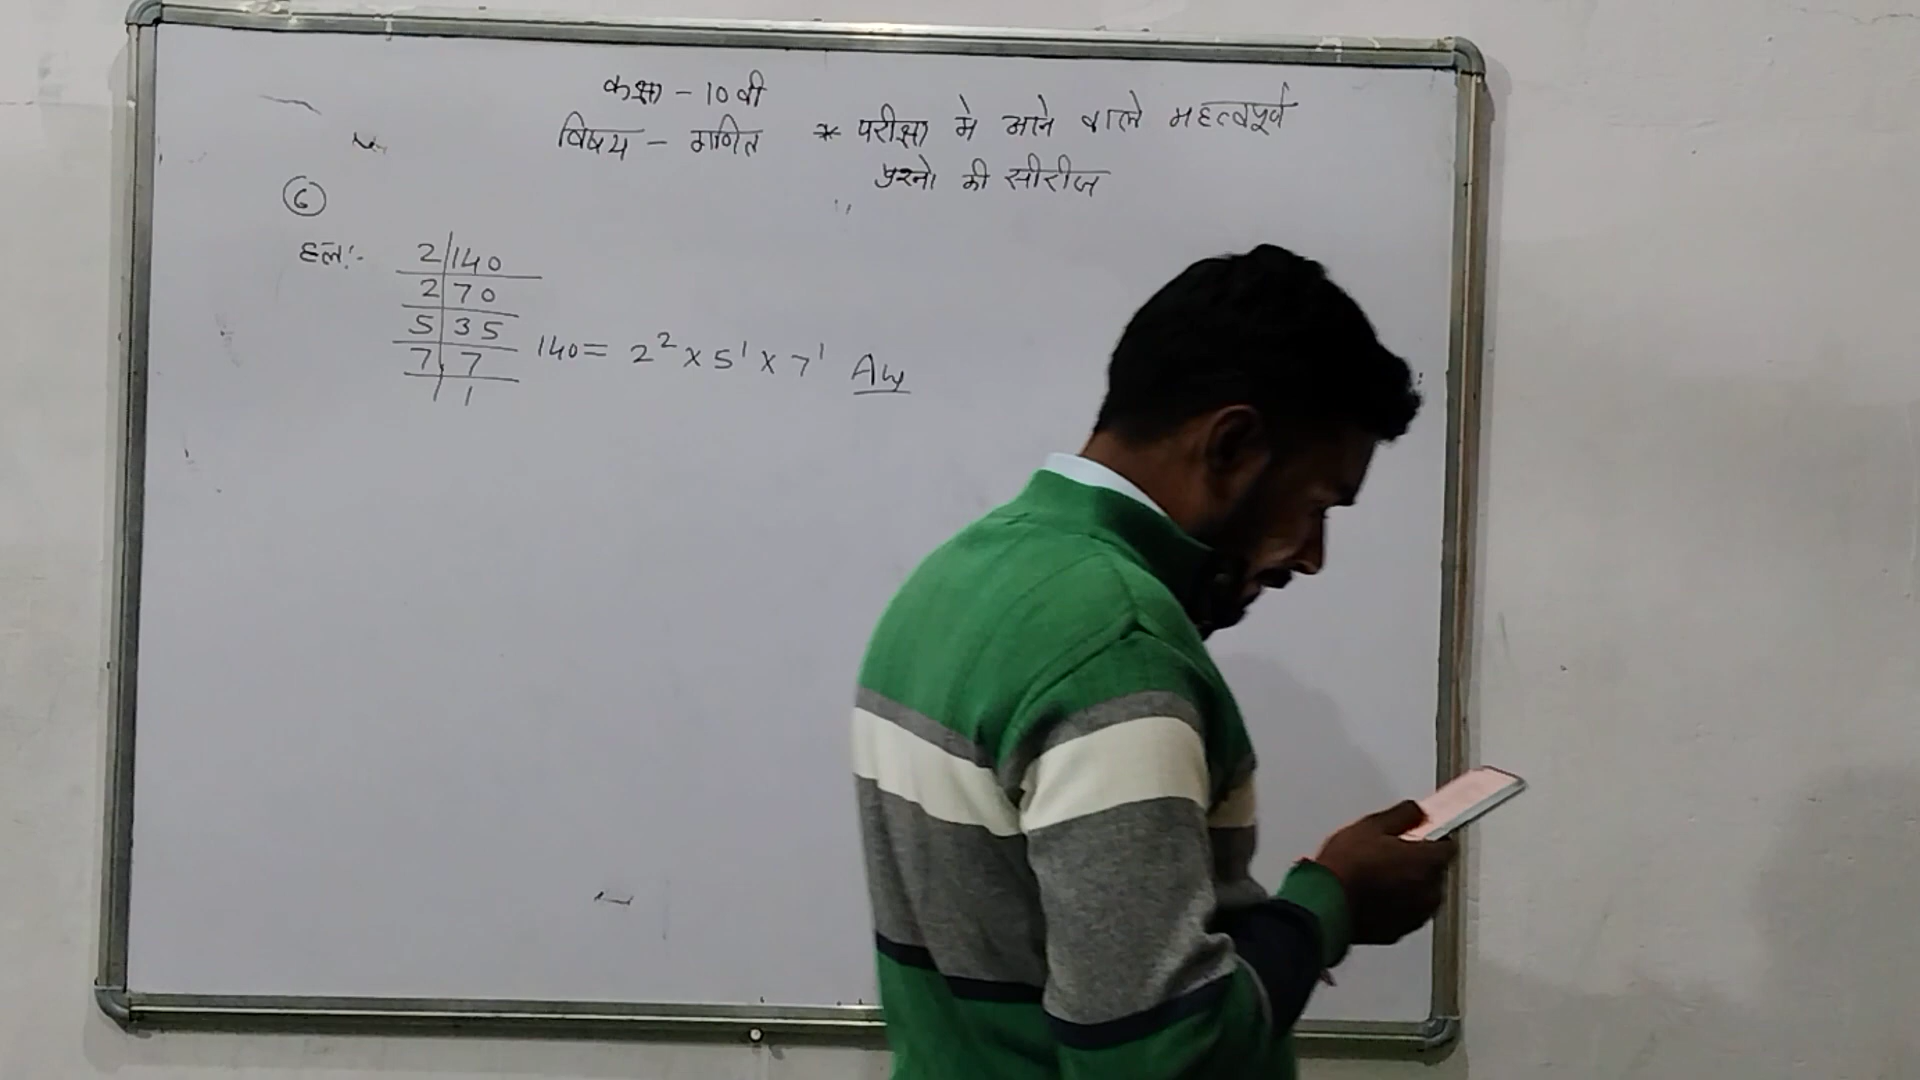 कक्षा - 10वी
विषय - गणित
* परीक्षा मे आने वाले महत्वपूर्व
प्रश्नो की सीरीज
6
हल:-
2 | 140
2 | 70
5 | 35
7 | 7
| 1
140 = 2² × 5¹ × 7¹ Ans